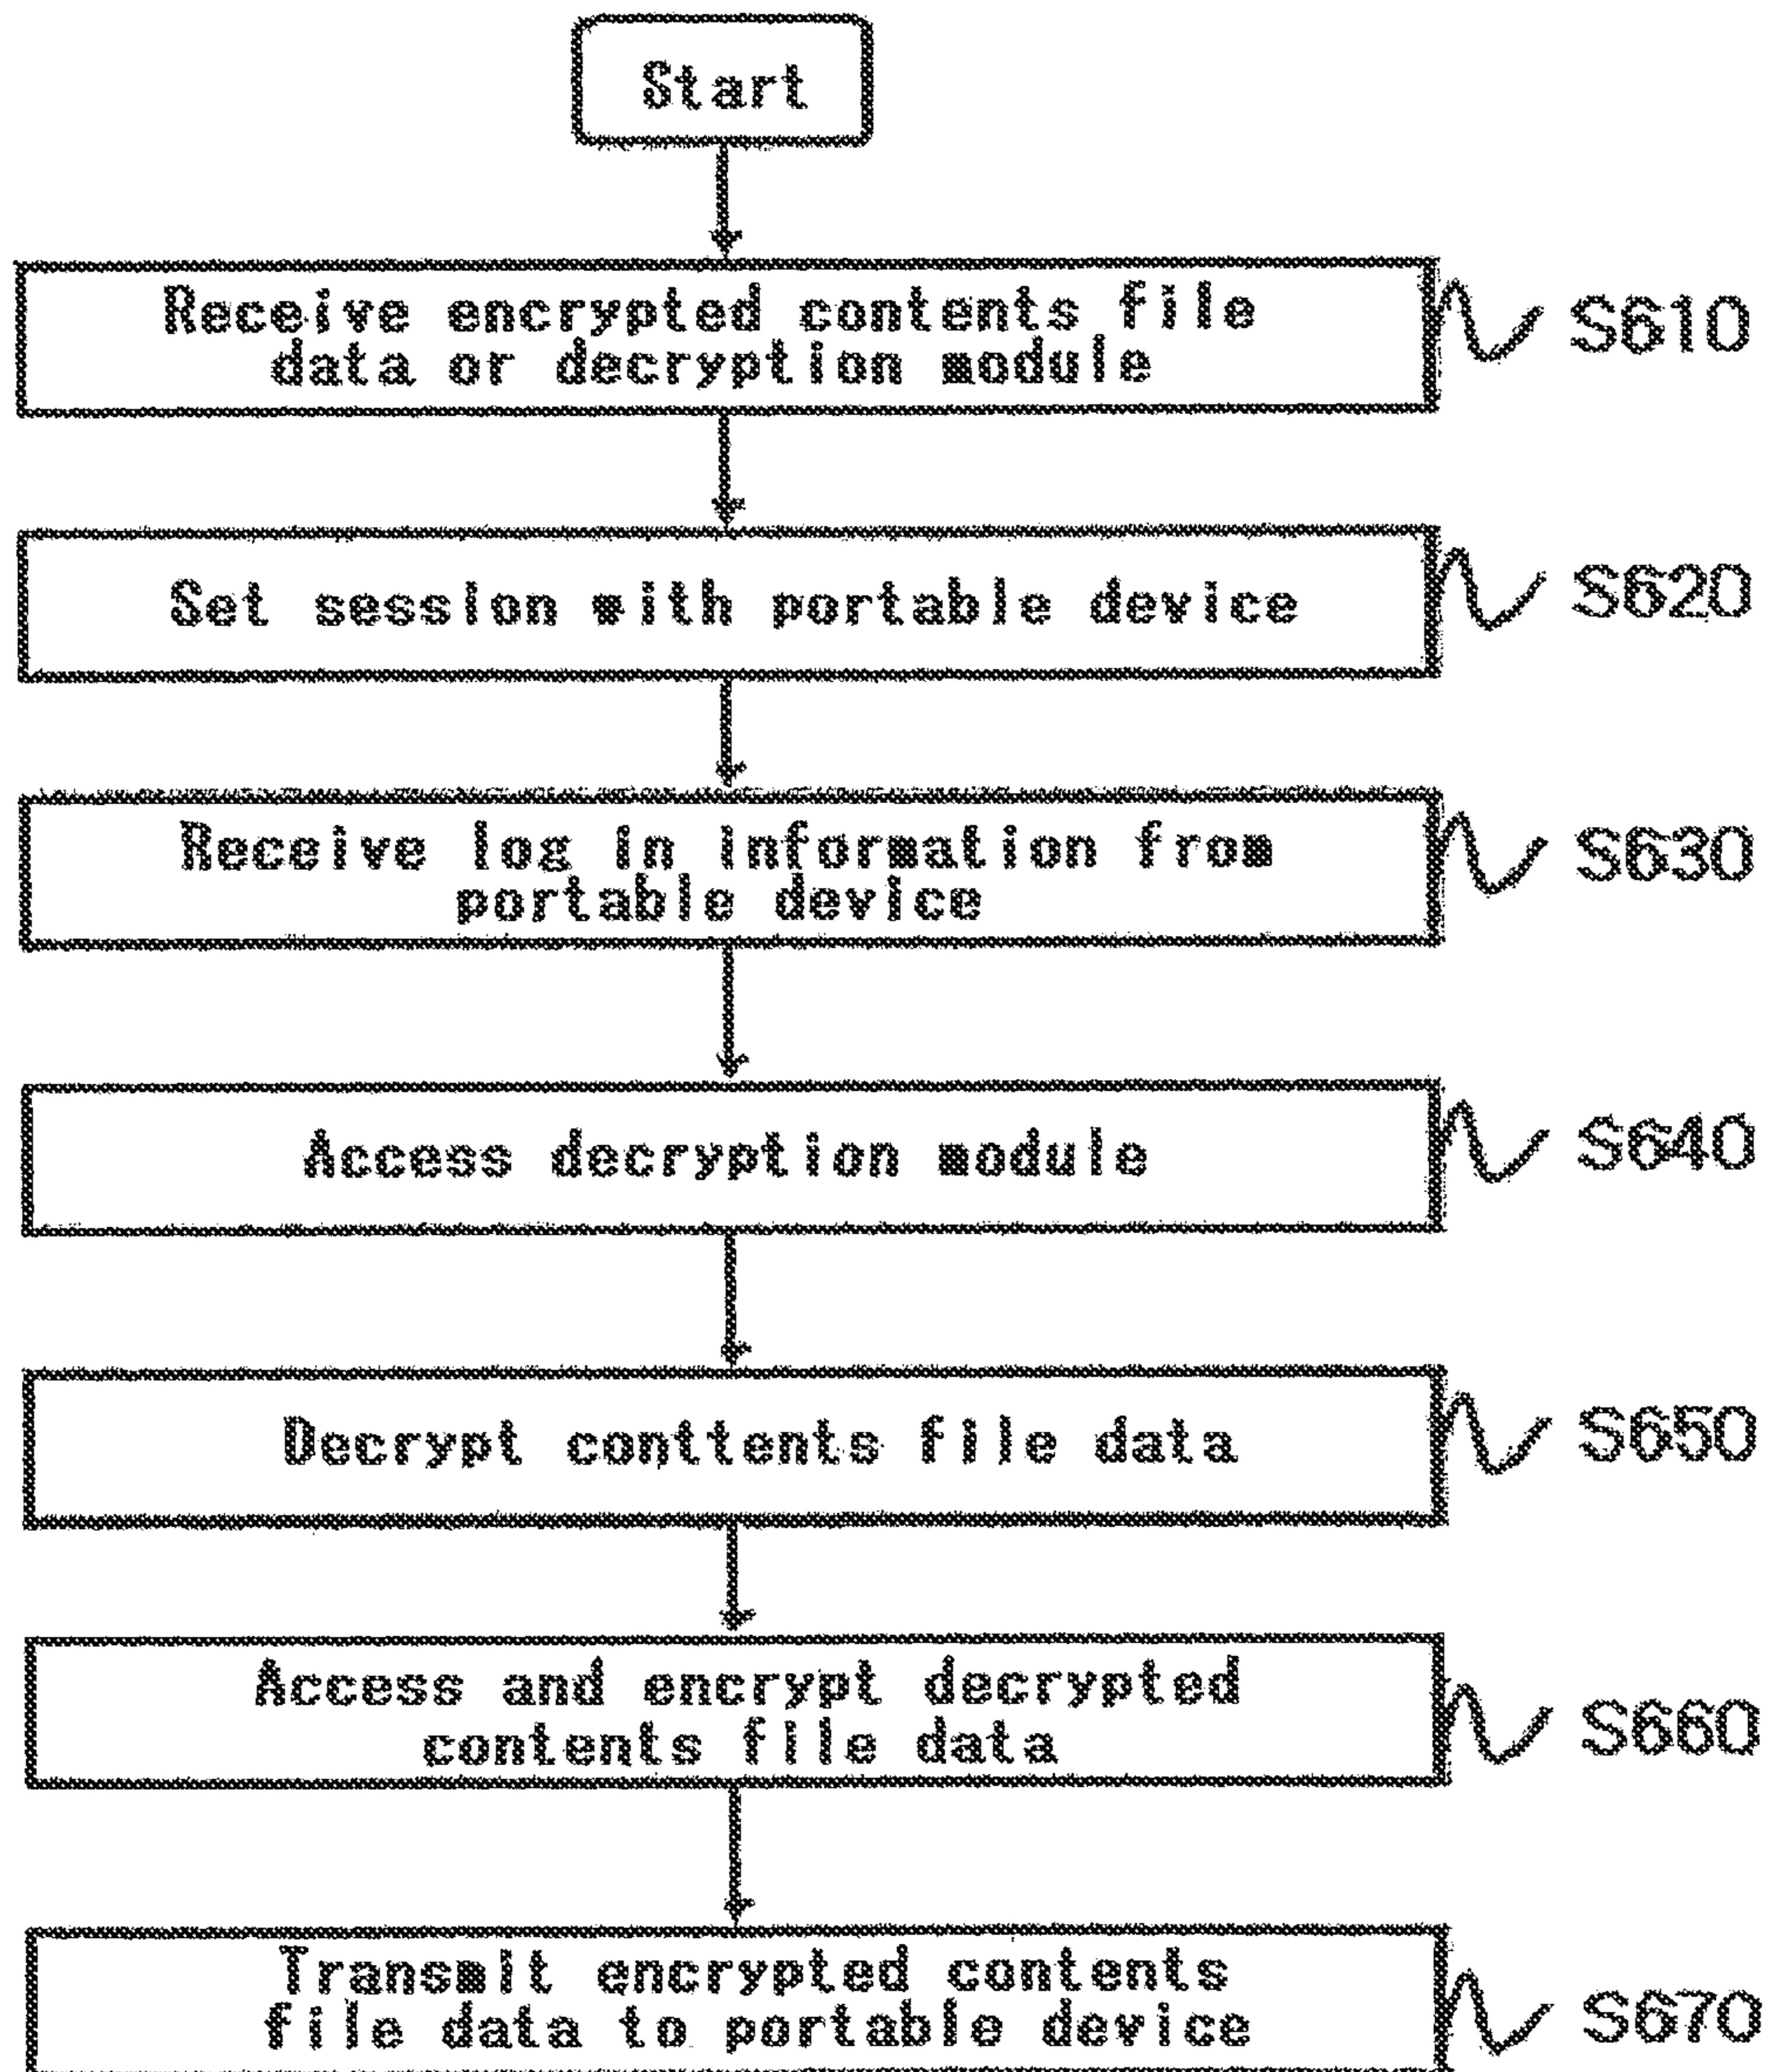 Start
Receive encrypted contents file
data or decryption module
S610
Set session with portable device
S620
Receive log in information from
portable device
S630
Access decryption module
S640
Decrypt conttents file data
S650
Access and encrypt decrypted
contents file data
S660
Transmit encrypted contents
file data to portable device
S670